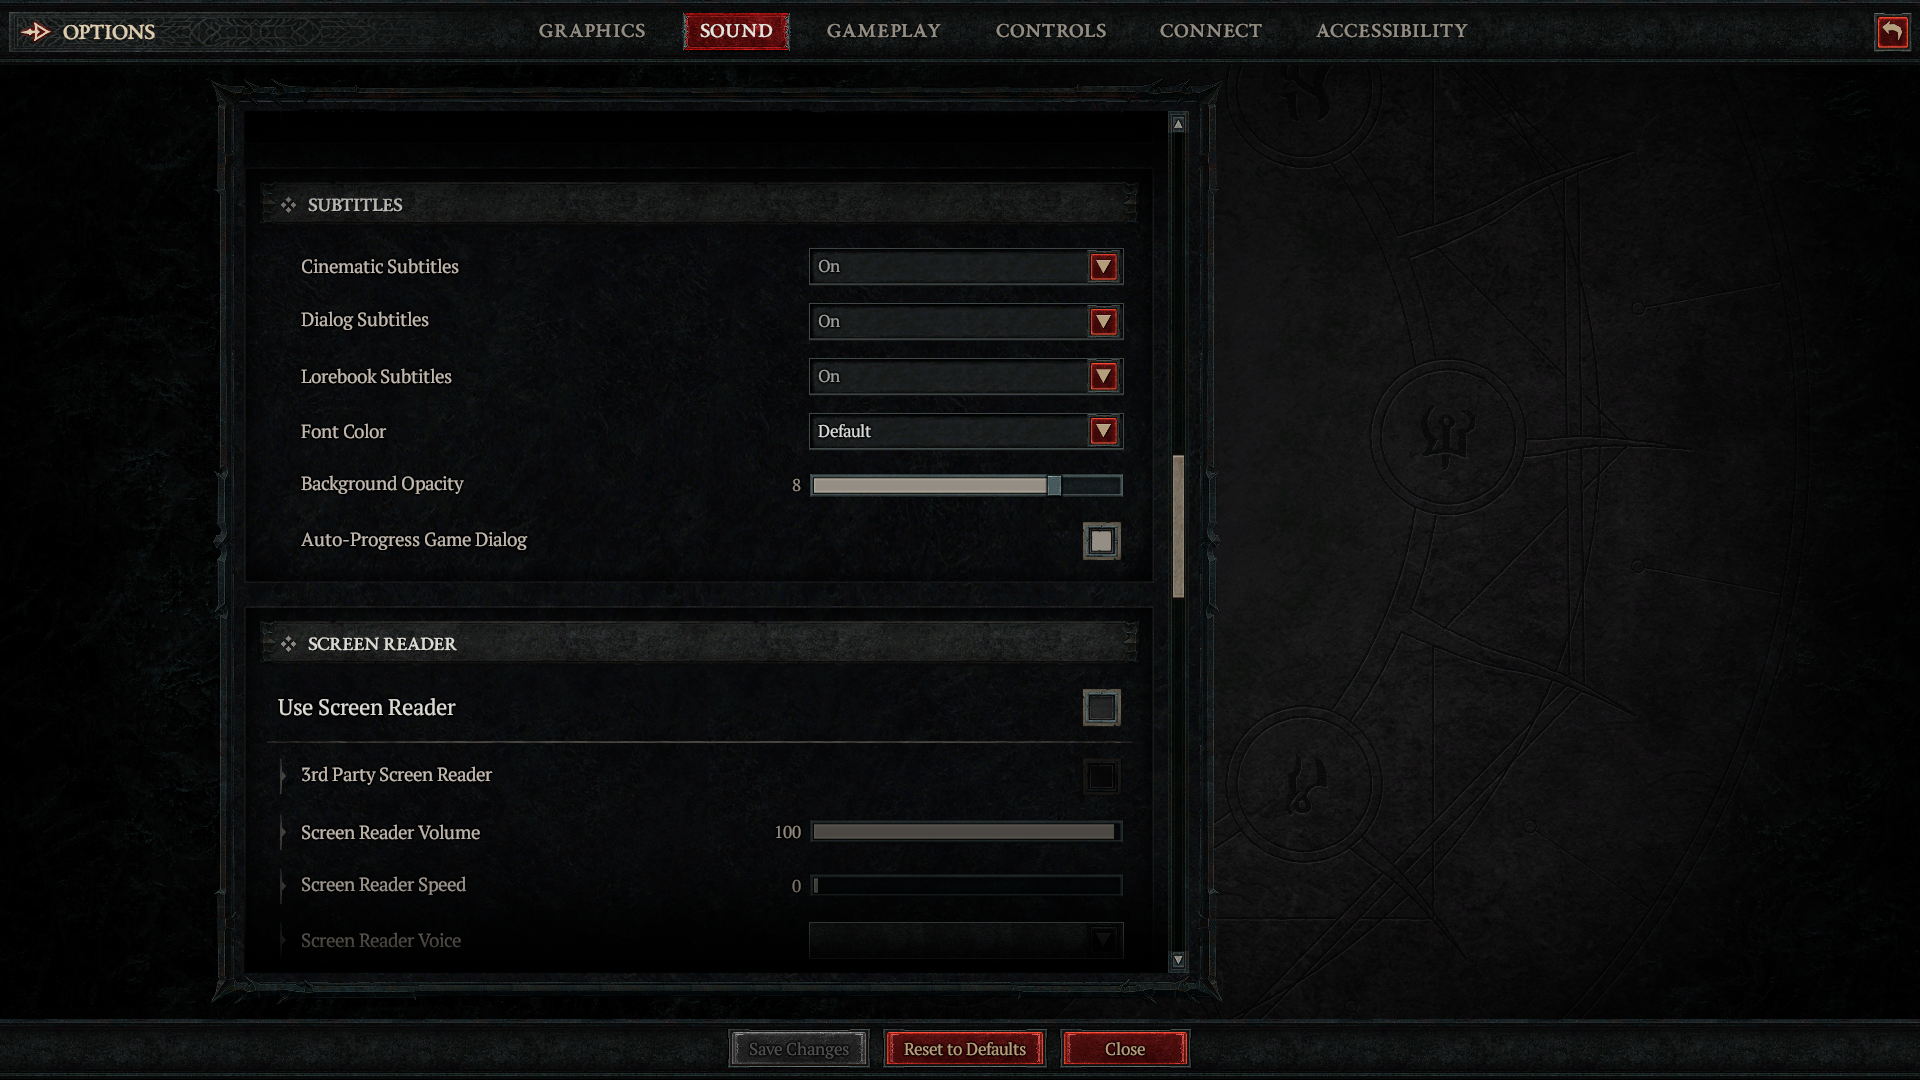 OPTIONS
GRAPHICS
SOUND
GAMEPLAY
CONTROLS
CONNECT
ACCESSIBILITY
SUBTITLES
Cinematic Subtitles
On
Dialog Subtitles
On
Lorebook Subtitles
On
Font Color
Default
Background Opacity
8
Auto-Progress Game Dialog
SCREEN READER
Use Screen Reader
3rd Party Screen Reader
Screen Reader Volume
100
Screen Reader Speed
0
Screen Reader Voice
Save Changes
Reset to Defaults
Close